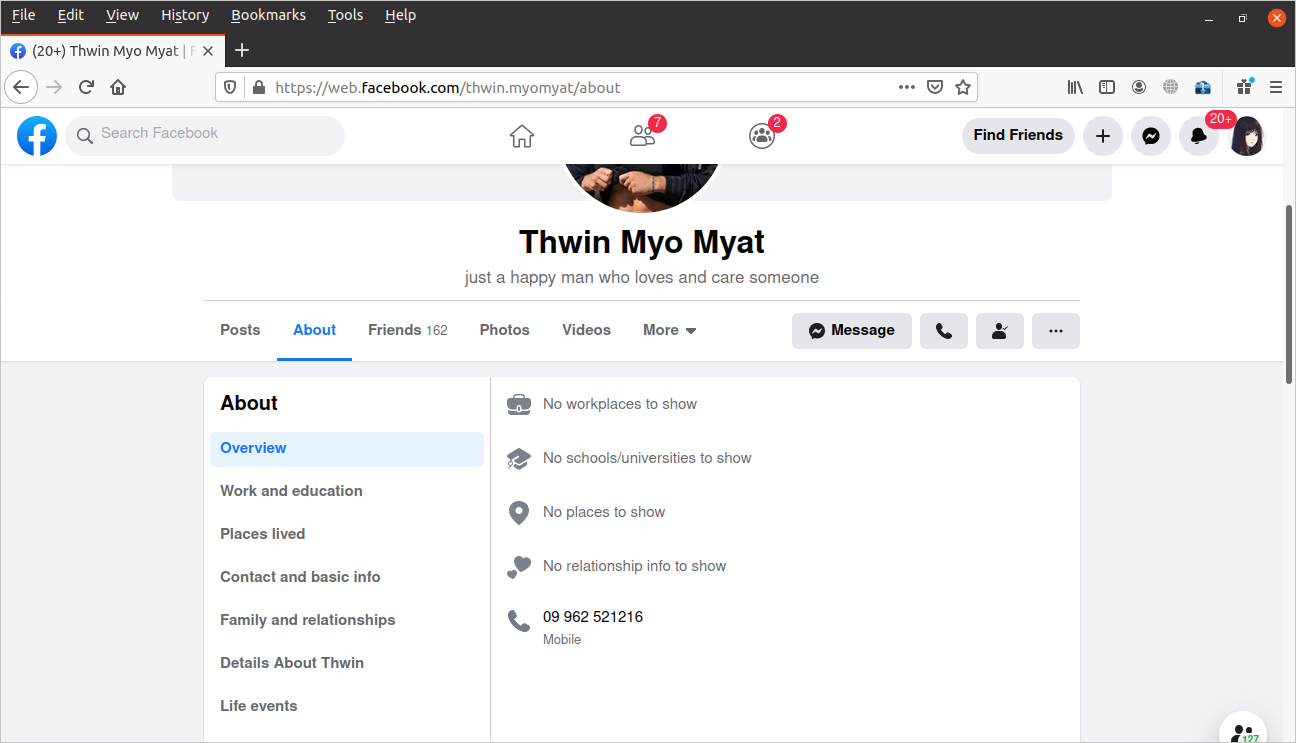 File Edit View History Bookmarks Tools Help
(20+) Thwin Myo Myat | F
https://web.facebook.com/thwin.myomyat/about
Search Facebook
7
2
Find Friends
20+
Thwin Myo Myat
just a happy man who loves and care someone
Posts About Friends 162 Photos Videos More
Message
About
Overview
Work and education
Places lived
Contact and basic info
Family and relationships
Details About Thwin
Life events
No workplaces to show
No schools/universities to show
No places to show
No relationship info to show
09 962 521216
Mobile
127